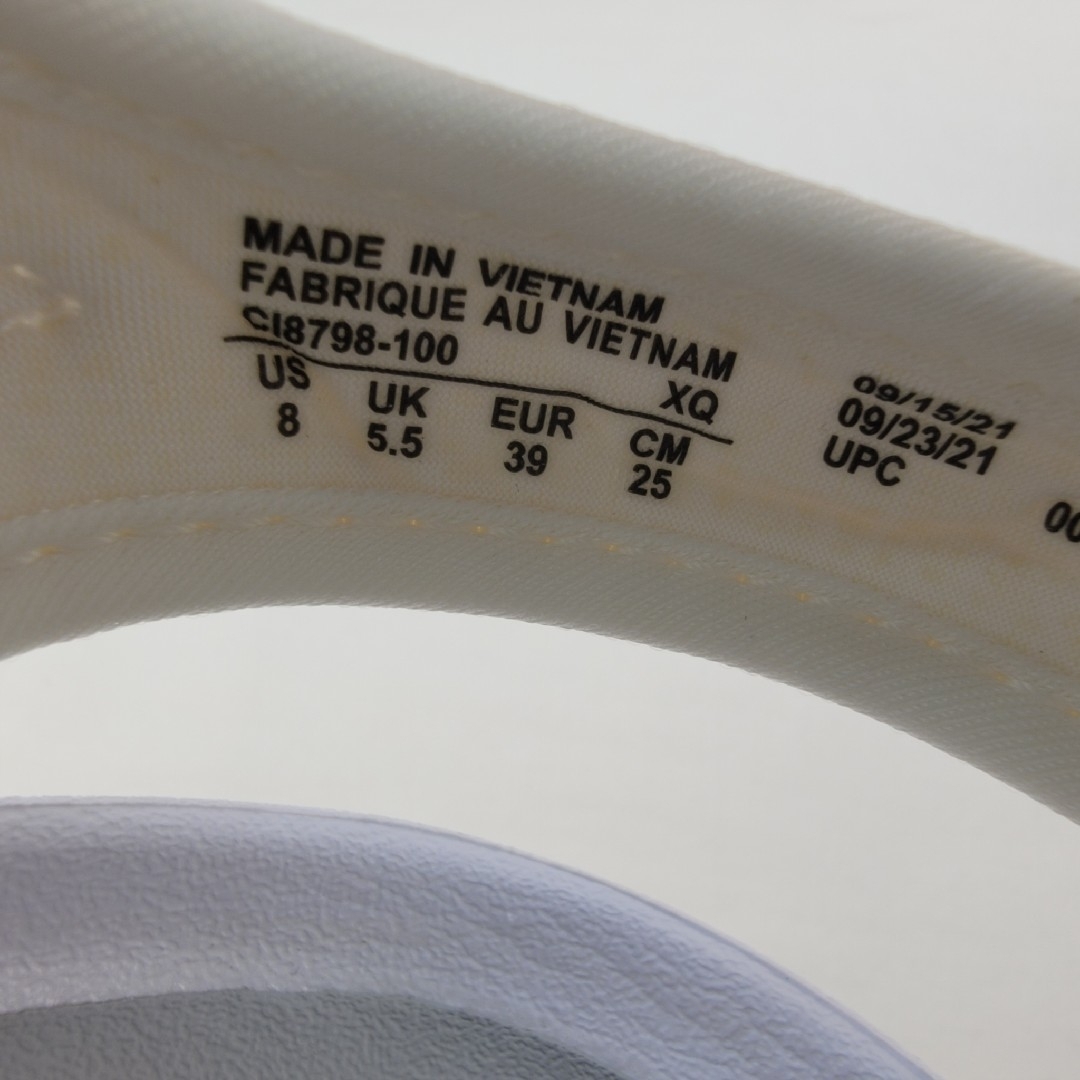 MADE IN VIETNAM
FABRIQUE AU VIETNAM
CI8798-100 XQ
US UK EUR CM
8 5.5 39 25
09/15/21
09/23/21
UPC